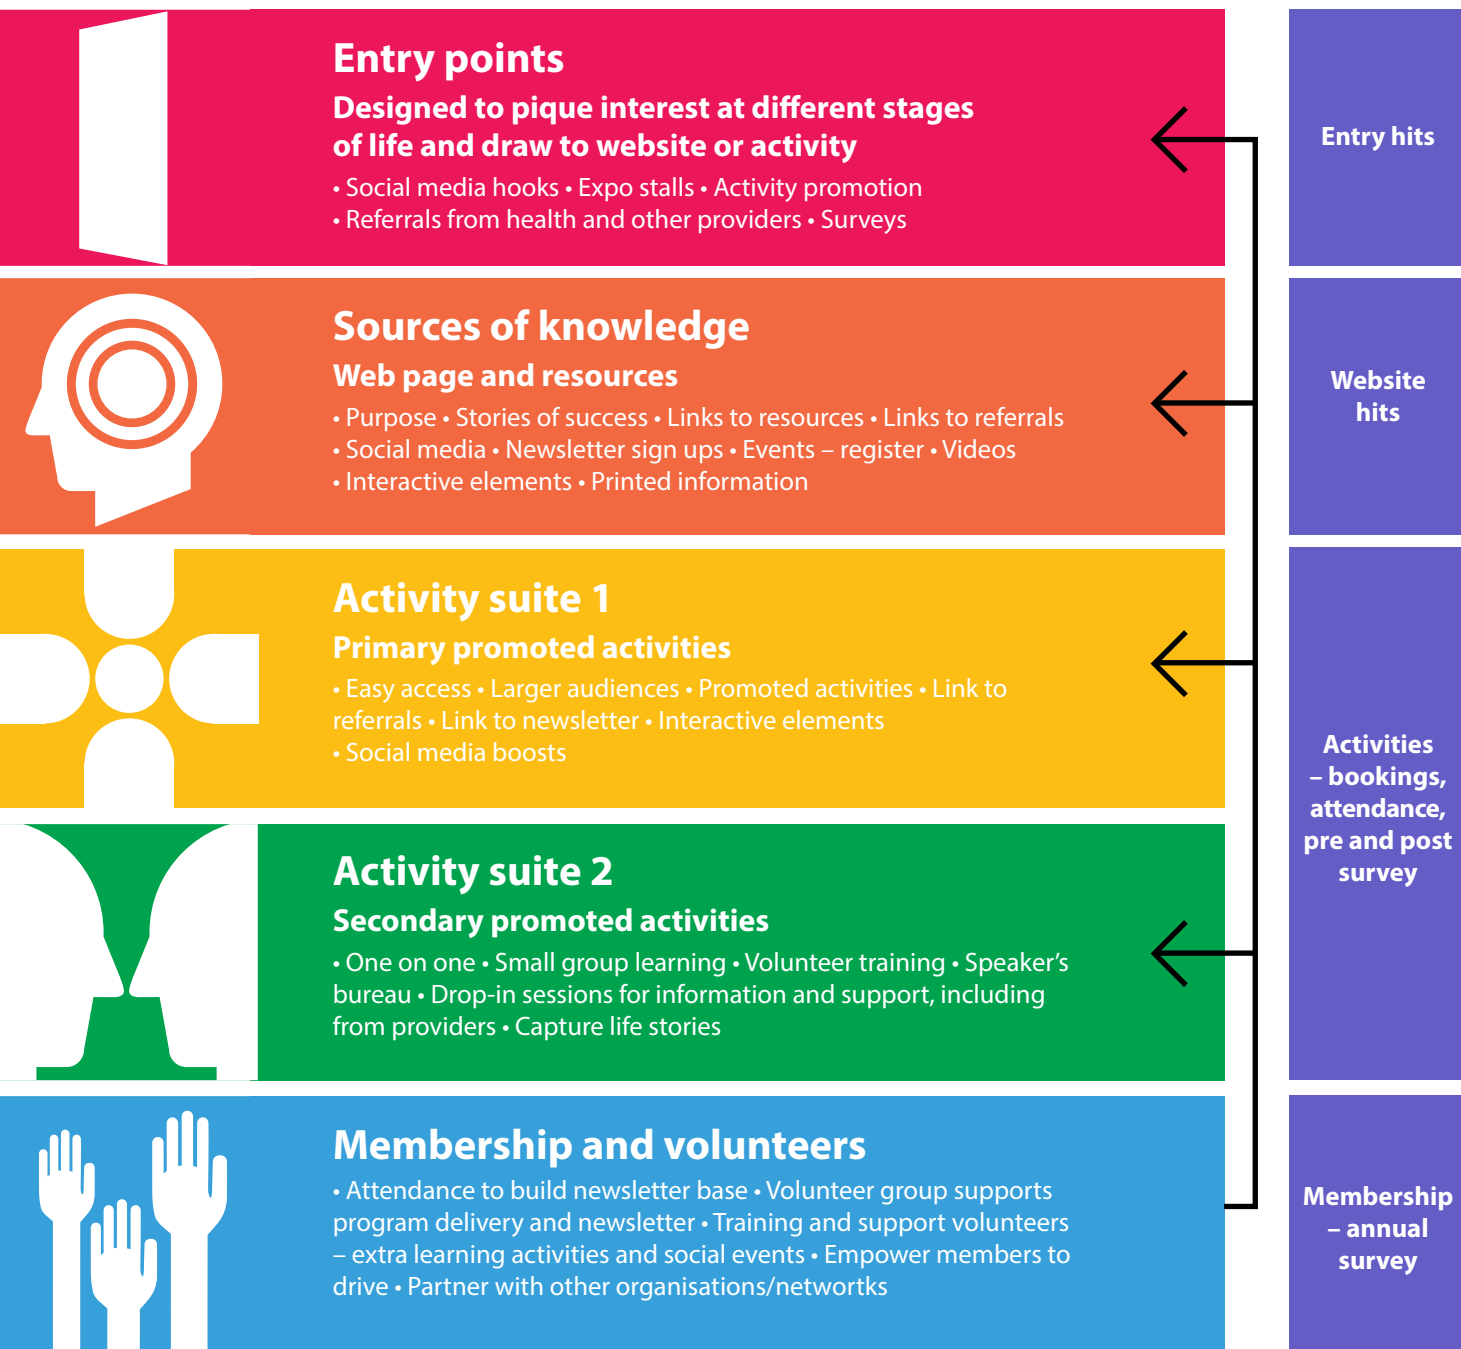 Entry points
Designed to pique interest at different stages
of life and draw to website or activity
• Social media hooks • Expo stalls • Activity promotion
• Referrals from health and other providers • Surveys
Entry hits
Sources of knowledge
Web page and resources
• Purpose • Stories of success • Links to resources • Links to referrals
• Social media • Newsletter sign ups • Events – register • Videos
• Interactive elements • Printed information
Website
hits
Activity suite 1
Primary promoted activities
• Easy access • Larger audiences • Promoted activities • Link to
referrals • Link to newsletter • Interactive elements
• Social media boosts
Activity suite 2
Secondary promoted activities
• One on one • Small group learning • Volunteer training • Speaker’s
bureau • Drop-in sessions for information and support, including
from providers • Capture life stories
Activities
– bookings,
attendance,
pre and post
survey
Membership and volunteers
• Attendance to build newsletter base • Volunteer group supports
program delivery and newsletter • Training and support volunteers
– extra learning activities and social events • Empower members to
drive • Partner with other organisations/networtks
Membership
– annual
survey